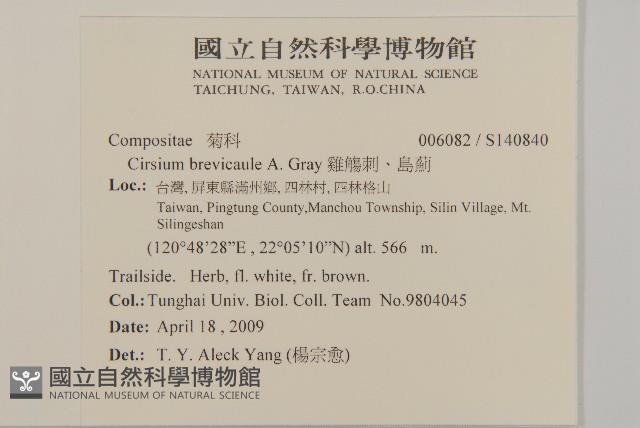 國立自然科學博物館
NATIONAL MUSEUM OF NATURAL SCIENCE
TAICHUNG, TAIWAN, R.O.CHINA
Compositae 菊科 006082 / S140840
Cirsium brevicaule A. Gray 雞觴刺、島薊
Loc.: 台灣, 屏東縣滿州鄉, 四林村, 四林格山
Taiwan, Pingtung County,Manchou Township, Silin Village, Mt.
Silingeshan
(120°48’28”E , 22°05’10”N) alt. 566 m.
Trailside. Herb, fl. white, fr. brown.
Col.: Tunghai Univ. Biol. Coll. Team No.9804045
Date: April 18 , 2009
Det.: T. Y. Aleck Yang (楊宗愈)
國立自然科學博物館
NATIONAL MUSEUM OF NATURAL SCIENCE